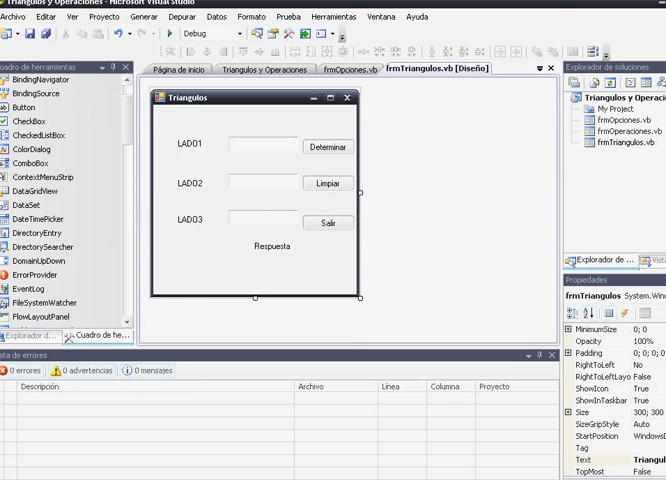 Triángulos y Operaciones - Microsoft Visual Studio
Archivo Editar Ver Proyecto Generar Depurar Datos Formato Prueba Herramientas Ventana Ayuda
Debug
uadro de herramientas
BindingNavigator
BindingSource
Button
CheckBox
CheckedListBox
ColorDialog
ComboBox
ContextMenuStrip
DataGridView
DataSet
DateTimePicker
DirectoryEntry
DirectorySearcher
DomainUpDown
ErrorProvider
EventLog
FileSystemWatcher
FlowLayoutPanel
Explorador d... Cuadro de he...
Página de inicio Triangulos y Operaciones frmOpciones.vb frmTriangulos.vb [Diseño]
Triangulos
LADO1 Determinar
LADO2 Limpiar
LADO3 Salir
Respuesta
Explorador de soluciones
Triangulos y Operacione
My Project
frmOpciones.vb
frmOperaciones.vb
frmTriangulos.vb
Explorador de ... Vist
Propiedades
frmTriangulos System.Wind
MinimumSize 0; 0
Opacity 100%
Padding 0; 0; 0; 0
RightToLeft No
RightToLeftLayo False
ShowIcon True
ShowInTaskbar True
Size 300; 300
SizeGripStyle Auto
StartPosition WindowsD
Tag
Text Triangul
TopMost False
sta de errores
0 errores 0 advertencias 0 mensajes
Descripción Archivo Línea Columna Proyecto